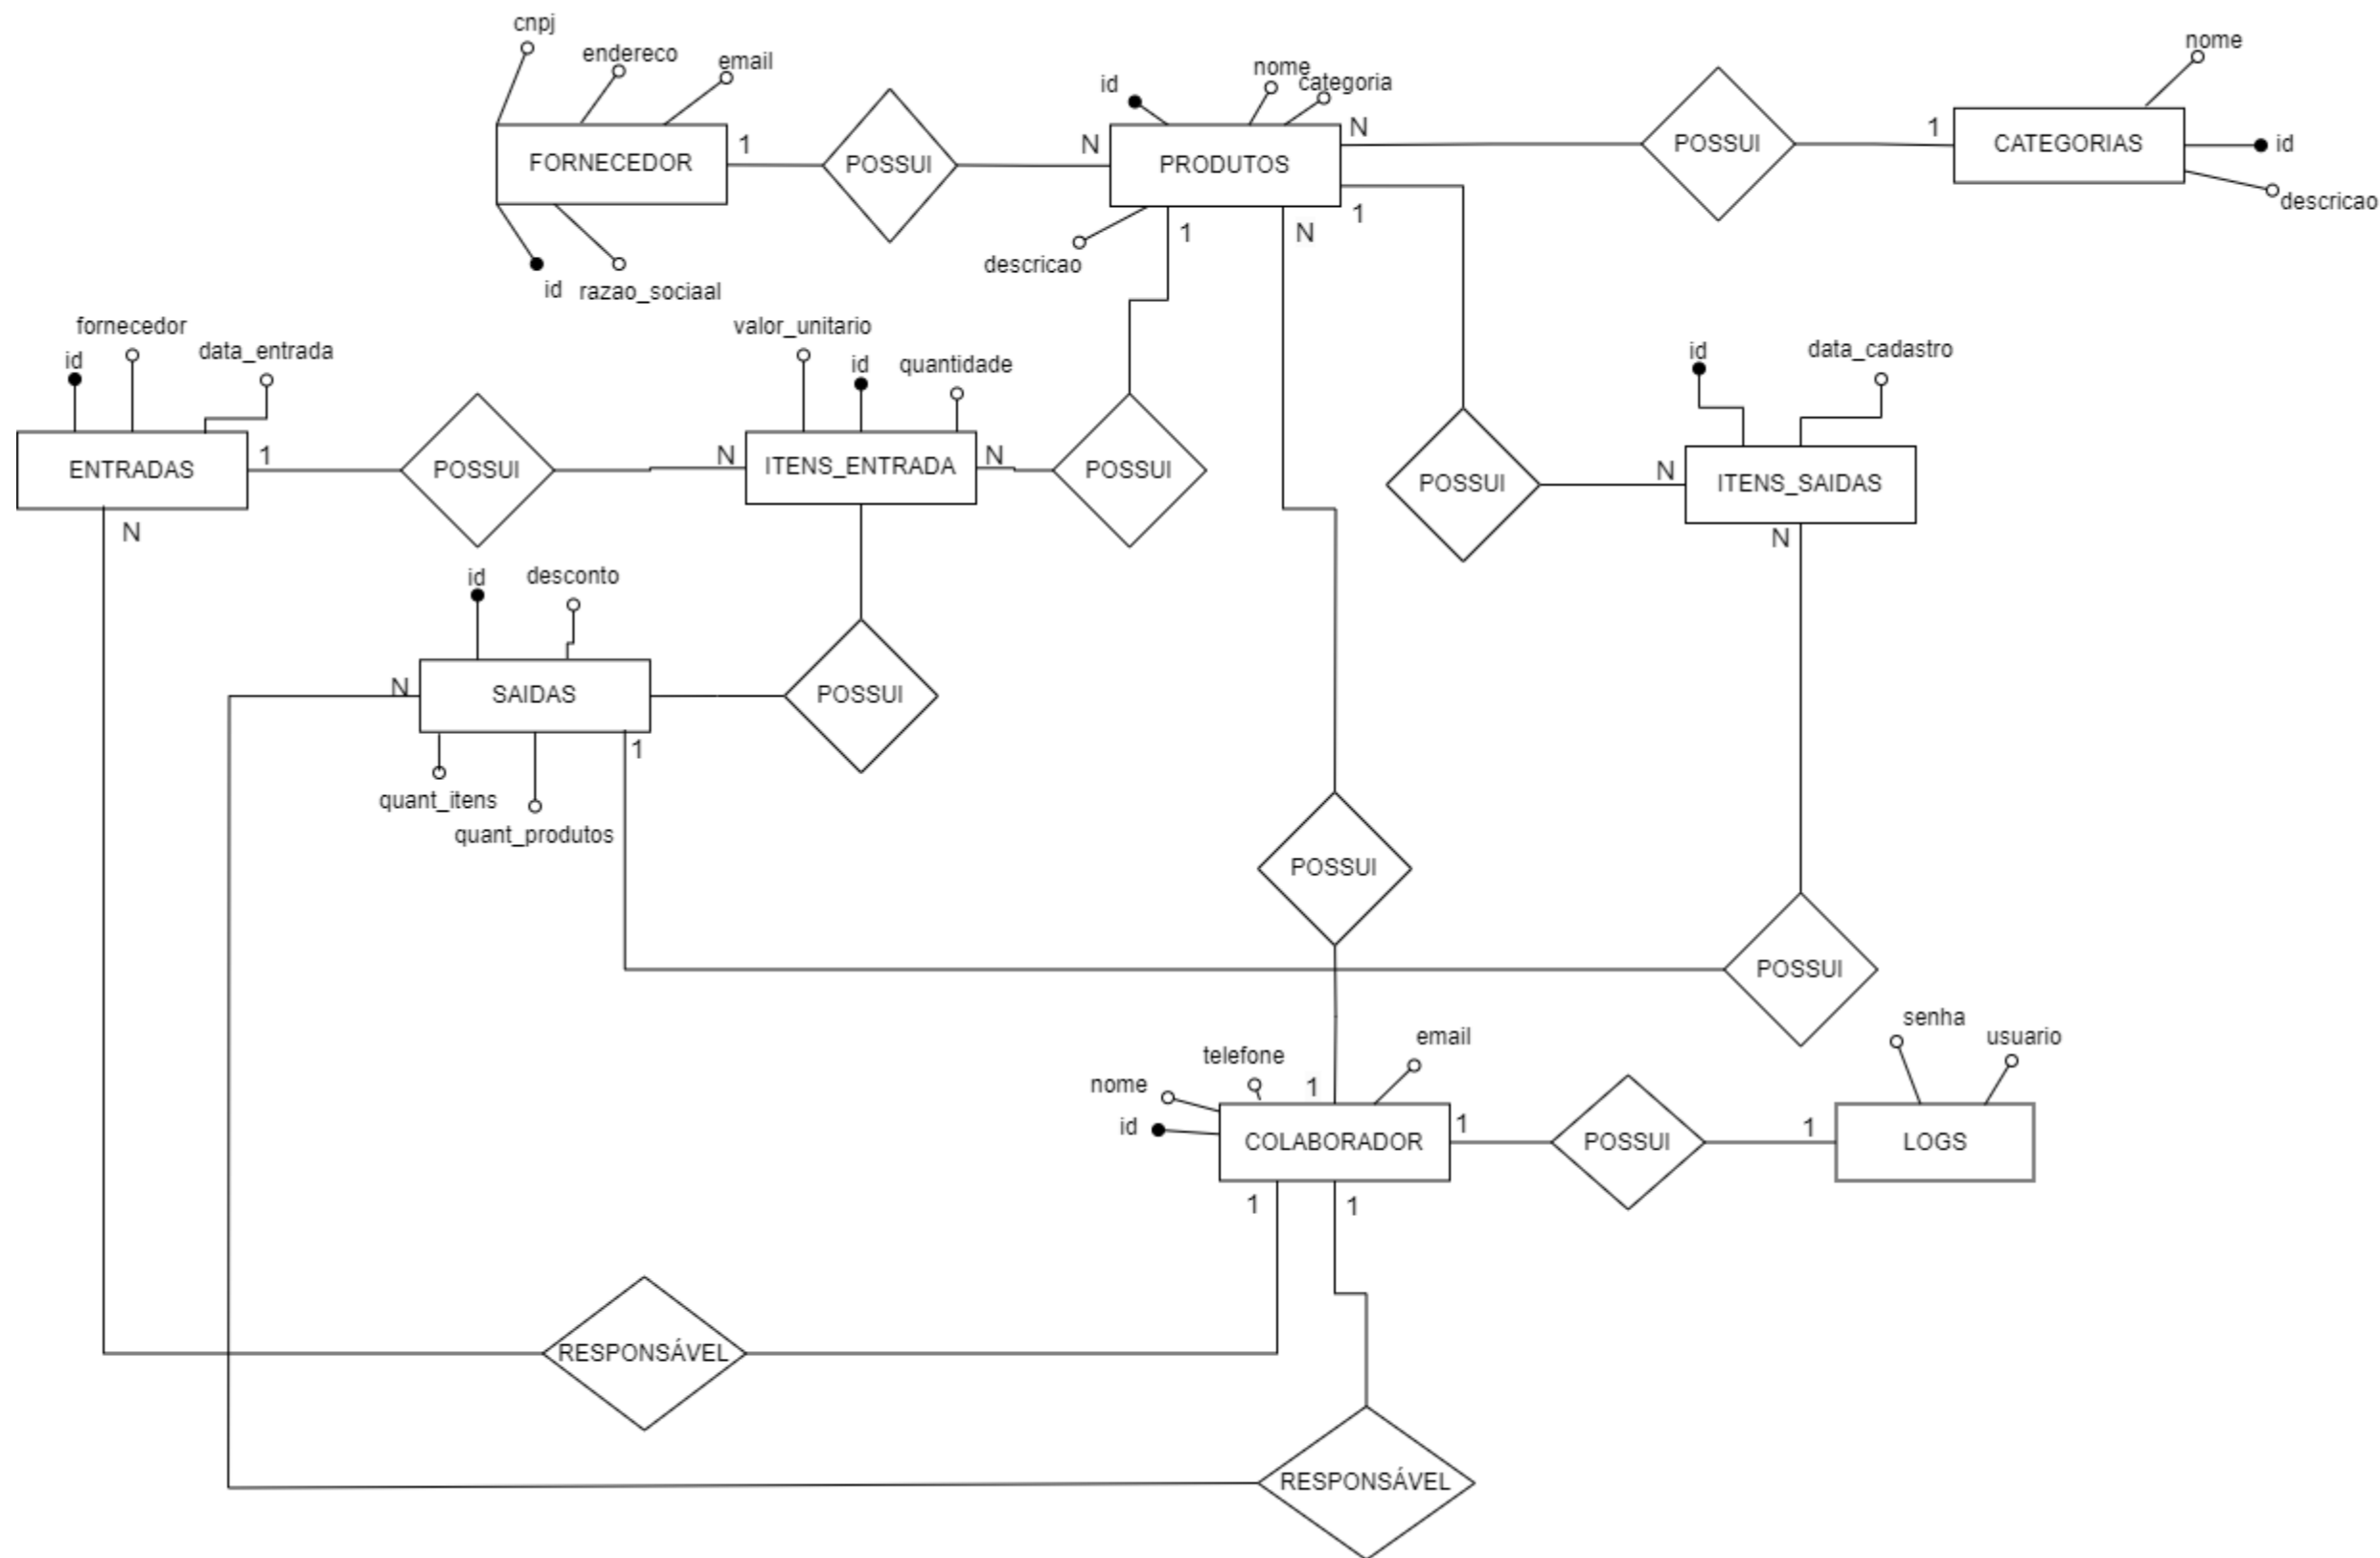 cnpj
endereco
email
id
nome
categoria
nome
FORNECEDOR
1
POSSUI
N
PRODUTOS
N
POSSUI
1
CATEGORIAS
id
descricao
1
descricao
1
N
id
razao_sociaal
fornecedor
id
data_entrada
valor_unitario
id
quantidade
id
data_cadastro
ENTRADAS
1
POSSUI
N
ITENS_ENTRADA
N
POSSUI
POSSUI
N
ITENS_SAIDAS
N
N
id
desconto
N
SAIDAS
POSSUI
1
quant_itens
quant_produtos
POSSUI
POSSUI
senha
usuario
telefone
email
nome
1
id
COLABORADOR
1
POSSUI
1
LOGS
1
1
RESPONSÁVEL
RESPONSÁVEL